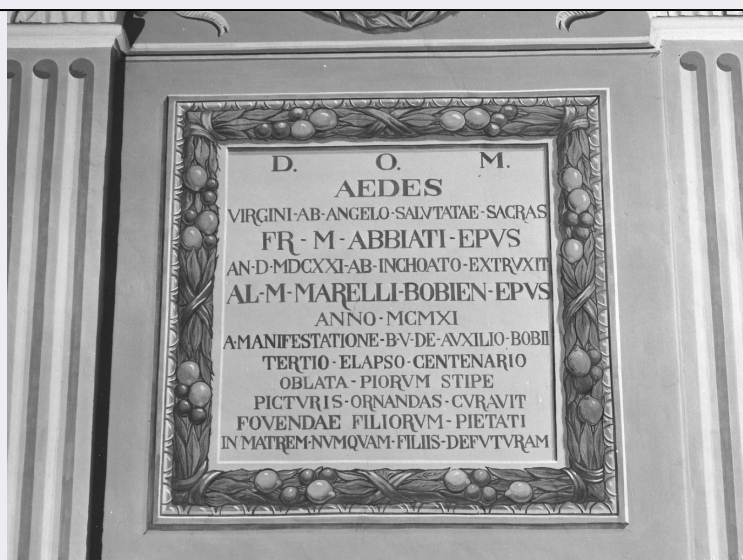 D. O. M.
AEDES
VIRGINI-AB-ANGELO-SALVTATAE-SACRAS
FR-M-ABBIATI-EPVS
AN-D-MDCXXI-AB-INCHOATO-EXTRVXIT
AL-M-MARELLI-BOBIEN-EPVS
ANNO-MCMXI
A-MANIFESTATIONE-B-V-DE-AVXILIO-BOBII
TERTIO-ELAPSO-CENTENARIO
OBLATA-PIORVM STIPE
PICTVRIS-ORNANDAS-CVRAVIT
FOVENDAE FILIORVM-PIETATI
IN MATREM-NVMQVAM-FILIIS-DEFVTVRAM